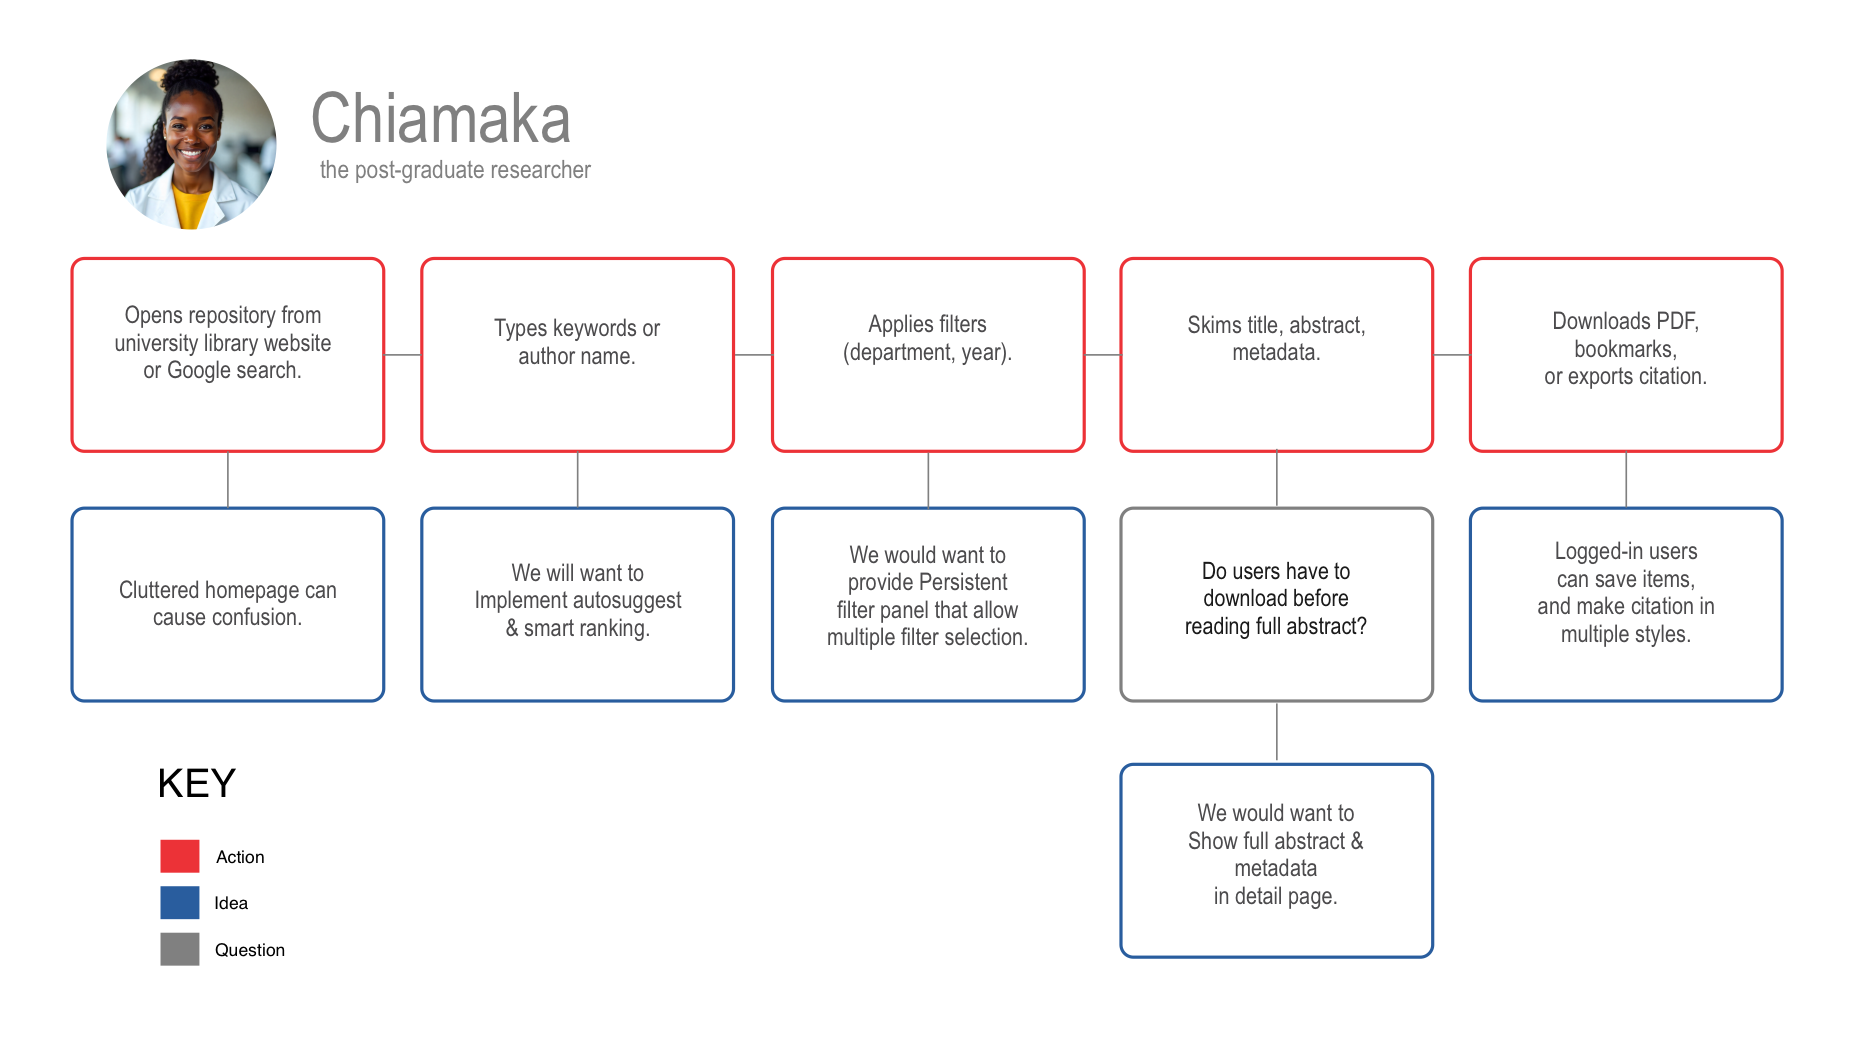 Chiamaka
the post-graduate researcher
Opens repository from
university library website
or Google search.
Types keywords or
author name.
Applies filters
(department, year).
Skims title, abstract,
metadata.
Downloads PDF,
bookmarks,
or exports citation.
Cluttered homepage can
cause confusion.
We will want to
Implement autosuggest
& smart ranking.
We would want to
provide Persistent
filter panel that allow
multiple filter selection.
Do users have to
download before
reading full abstract?
Logged-in users
can save items,
and make citation in
multiple styles.
We would want to
Show full abstract &
metadata
in detail page.
KEY
Action
Idea
Question